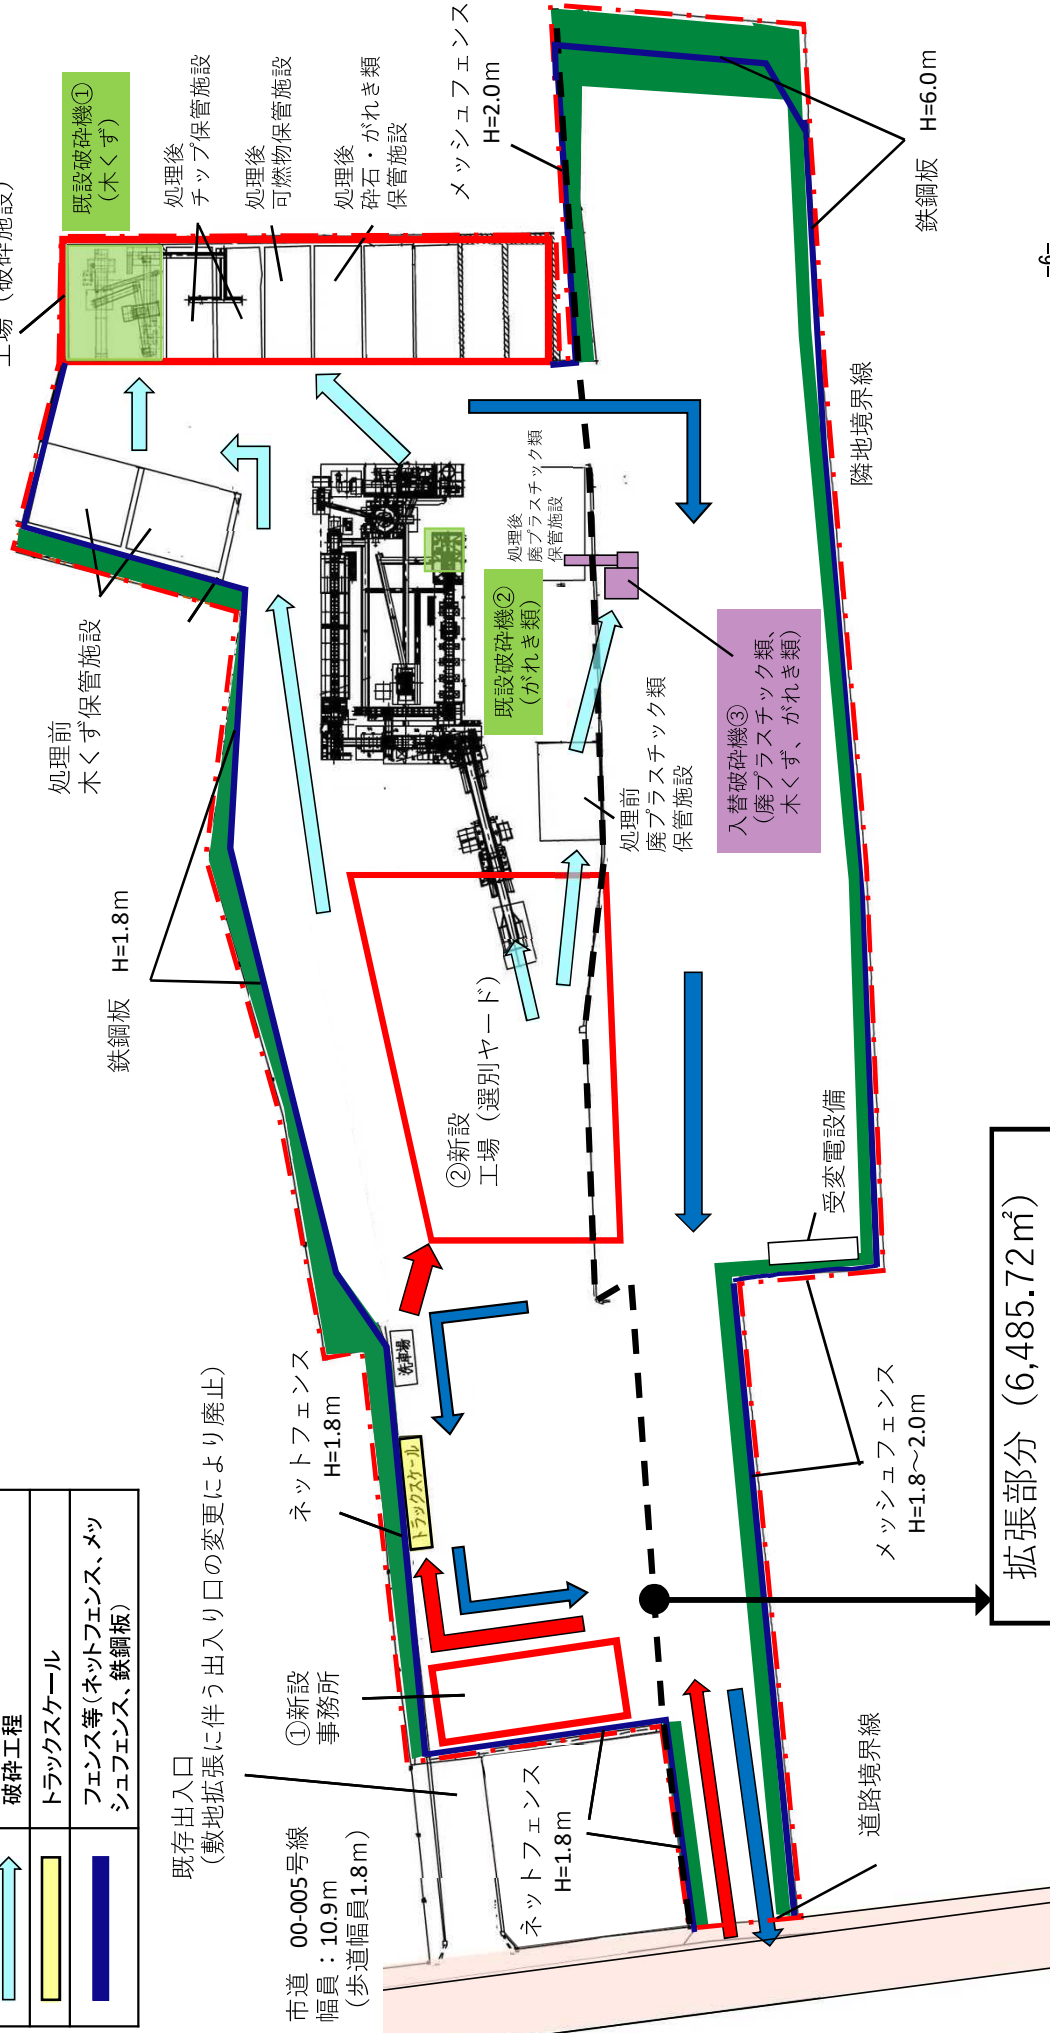 破砕工程
トラックスケール
フェンス等(ネットフェンス、メッ
シュフェンス、鉄鋼板)
既存出入口
(敷地拡張に伴う出入り口の変更により廃止)
市道 00-005号線
幅員：10.9m
(歩道幅員1.8m)
①新設
事務所
ネットフェンス
H=1.8m
ネットフェンス
H=1.8m
トラックスケール
洗車場
鉄鋼板 H=1.8m
処理前
木くず保管施設
工場(破砕施設)
既設破砕機①
(木くず)
処理後
チップ保管施設
処理後
可燃物保管施設
処理後
砕石・がれき類
保管施設
メッシュフェンス
H=2.0m
②新設
工場(選別ヤード)
既設破砕機②
(がれき類)
処理後
廃プラスチック類
保管施設
処理前
廃プラスチック類
保管施設
入替破砕機③
(廃プラスチック類、
木くず、がれき類)
鉄鋼板 H=6.0m
隣地境界線
受変電設備
メッシュフェンス
H=1.8～2.0m
道路境界線
拡張部分 (6,485.72㎡)